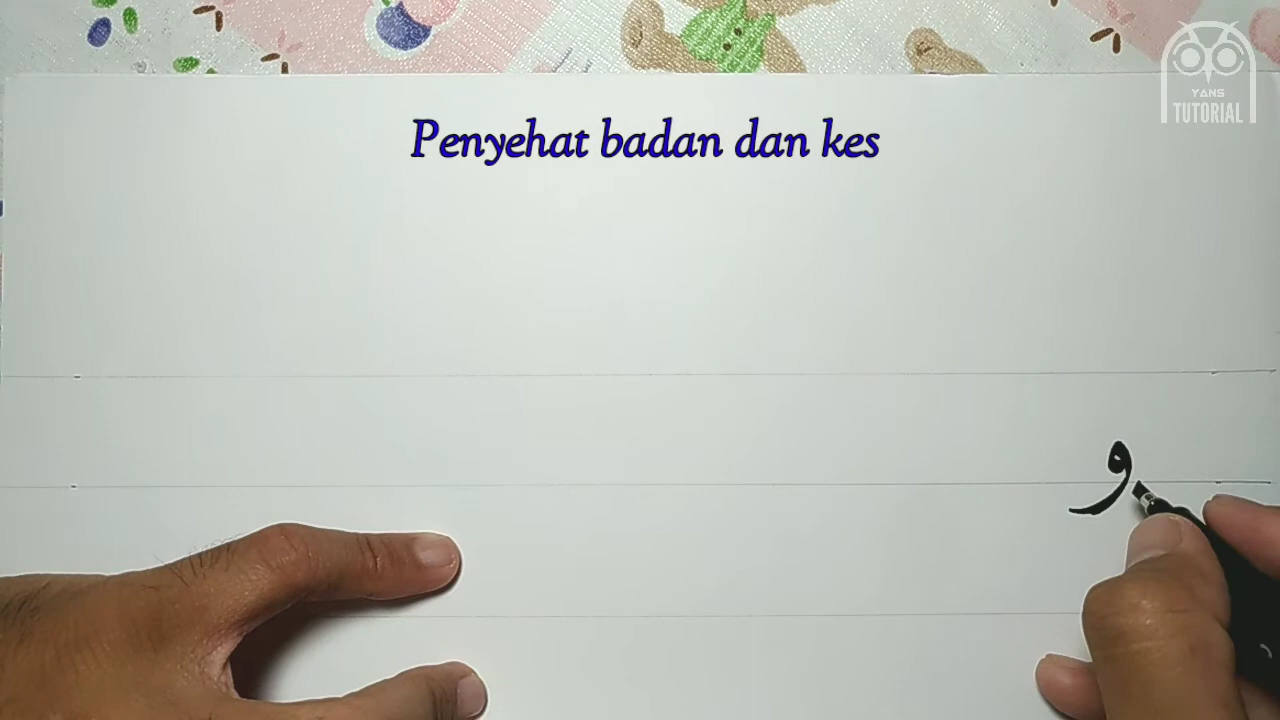 YANS
TUTORIAL
Penyehat badan dan kes
و